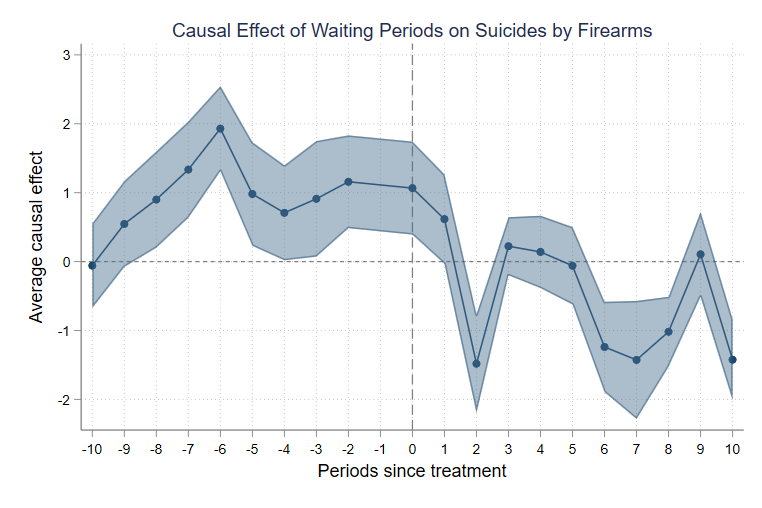 Causal Effect of Waiting Periods on Suicides by Firearms
Average causal effect
3
2
1
0
-1
-2
-10 -9 -8 -7 -6 -5 -4 -3 -2 -1 0 1 2 3 4 5 6 7 8 9 10
Periods since treatment